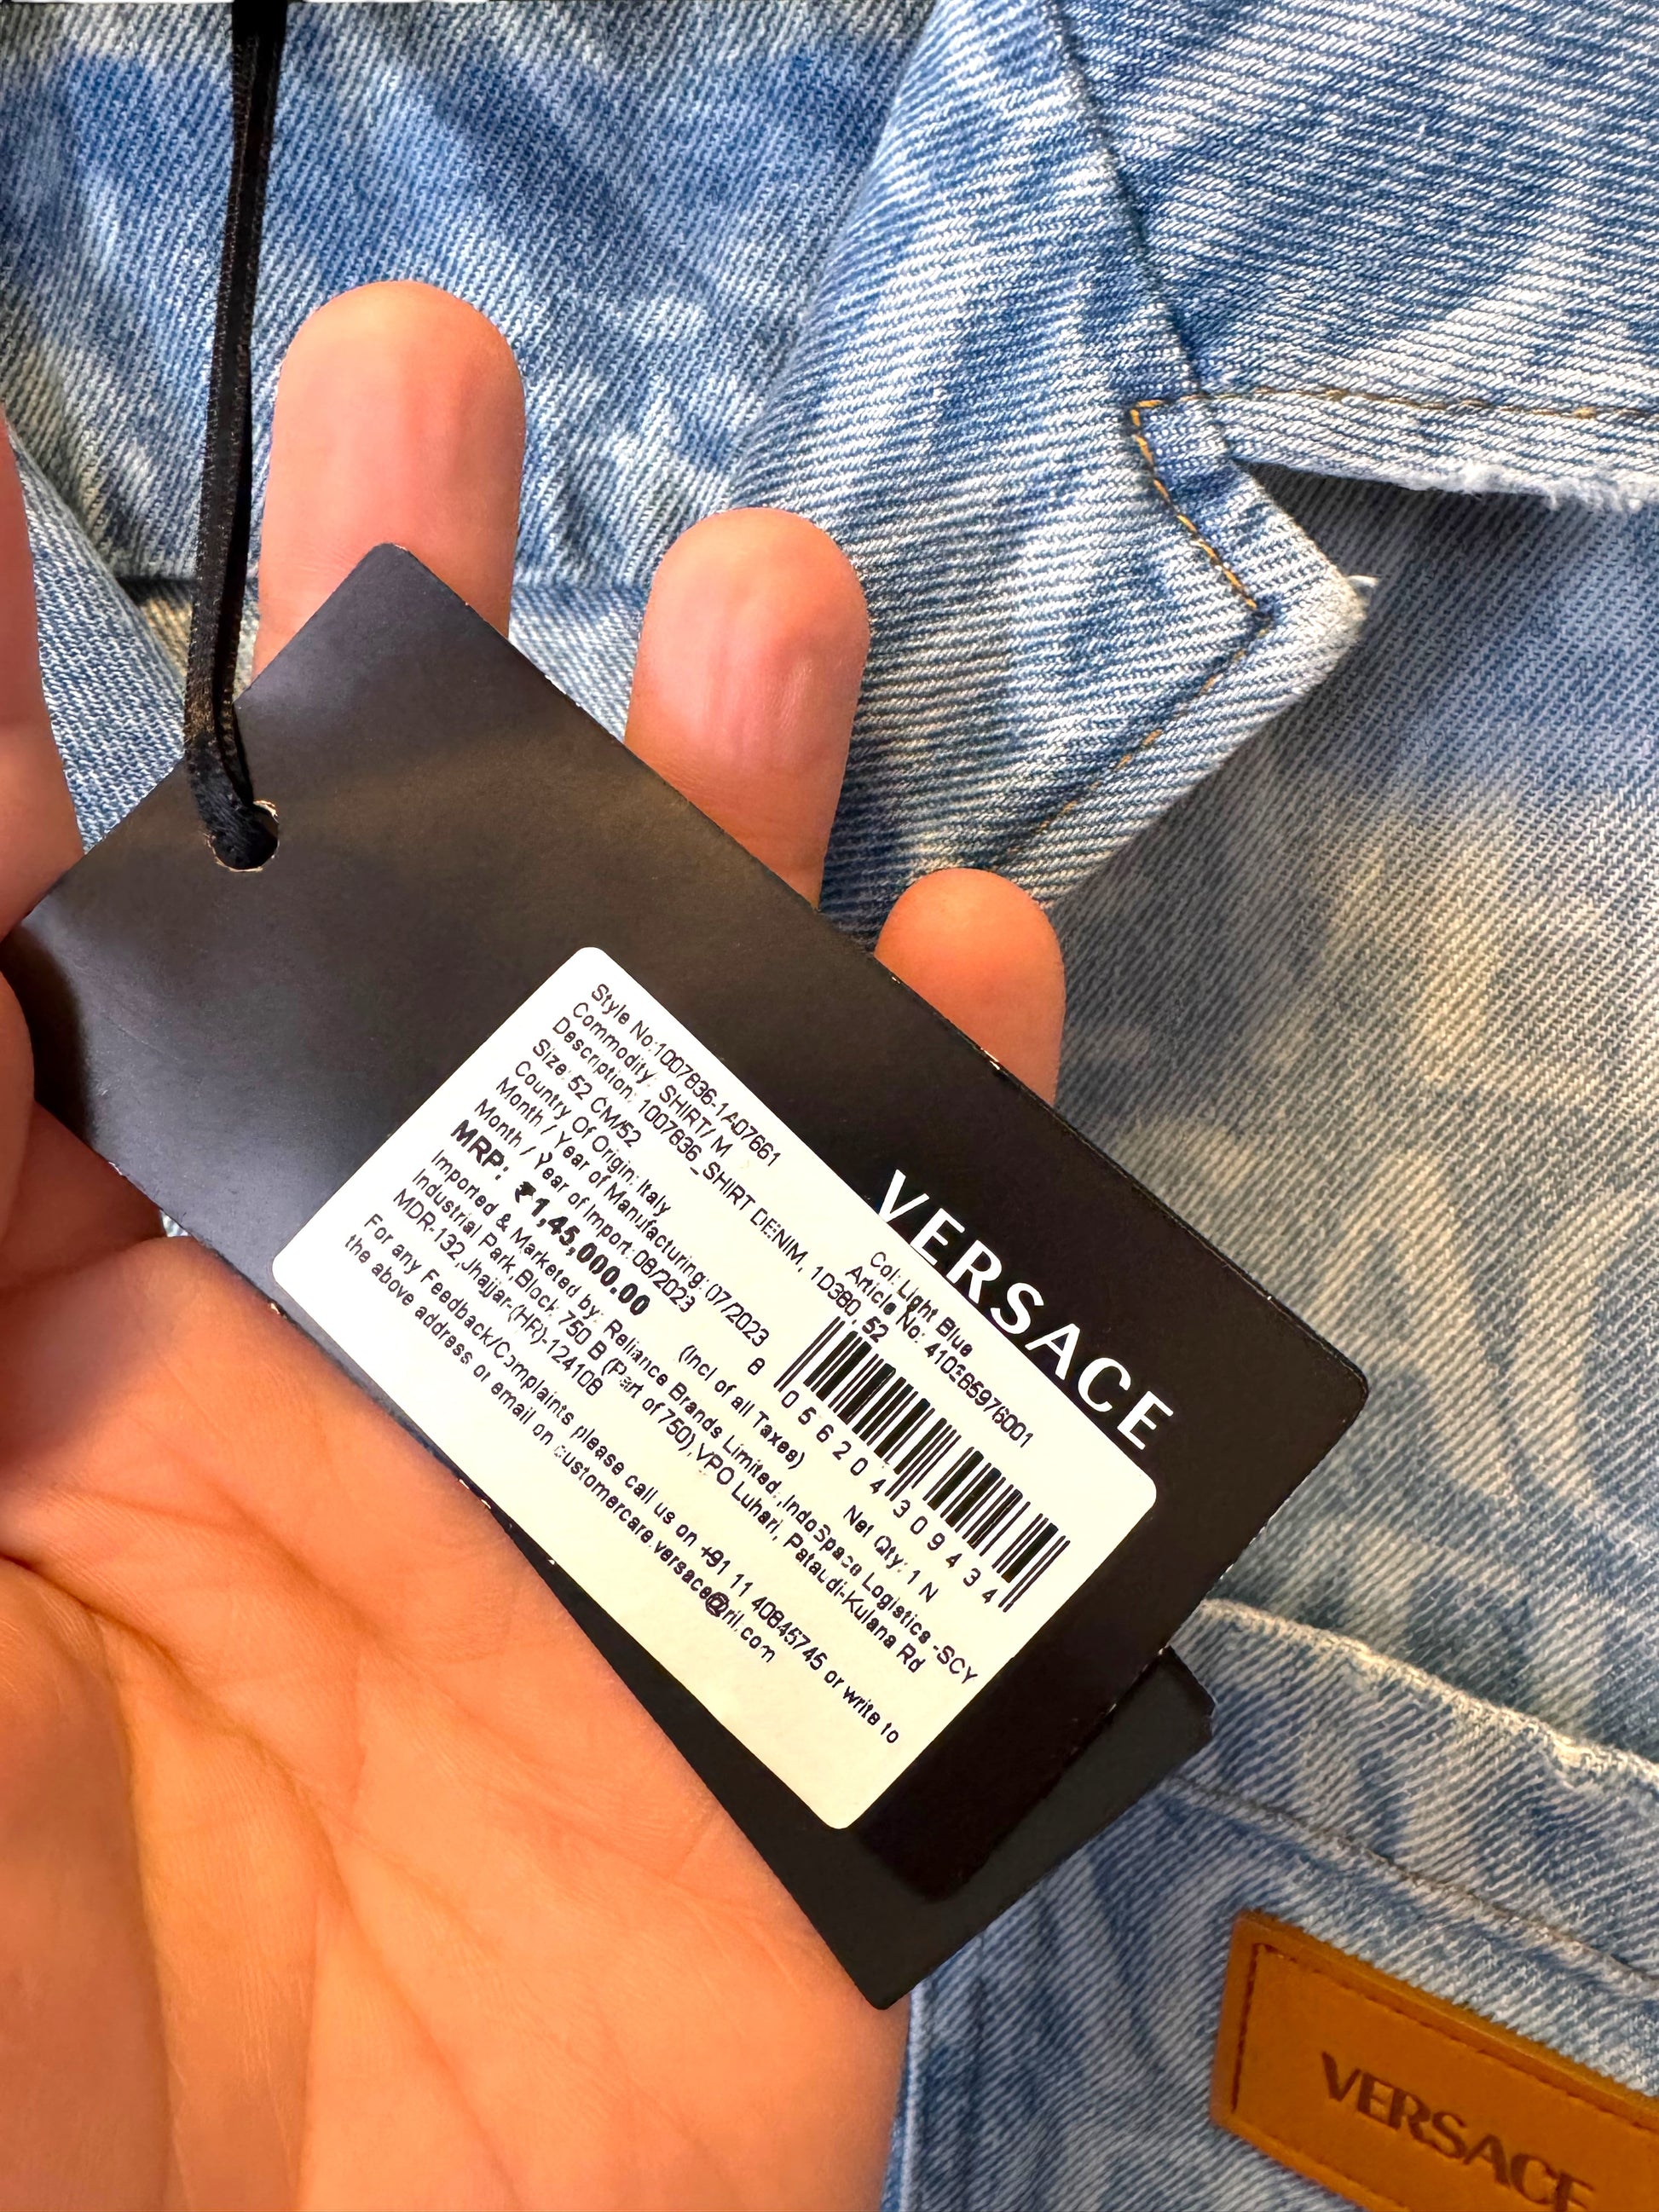 VERSACE
Style No:1007836-1A07661
Commodity: SHIRT/ M
Col: Light Blue
Description: 1007836_SHIRT DENIM, 1D380, 52
Article No: 410385976001
Size: 52 CM/52
Country Of Origin: Italy
Month / Year of Manufacturing: 07/2023
Month / Year of Import: 08/2023
8 056204 309434
MRP: ₹1,45,000.00 (Incl of all Taxes) Net Qty: 1 N
Imported & Marketed by: Reliance Brands Limited.,IndoSpace Logistics -SCY
Industrial Park,Block 750 B (Part of 750),VPO Luhari, Pataudi-Kulana Rd
MDR-132,Jhajjar-(HR)-124108
For any Feedback/Complaints please call us on +91 11 40845745 or write to
the above address or email on customercare.versace@ril.com
VERSACE